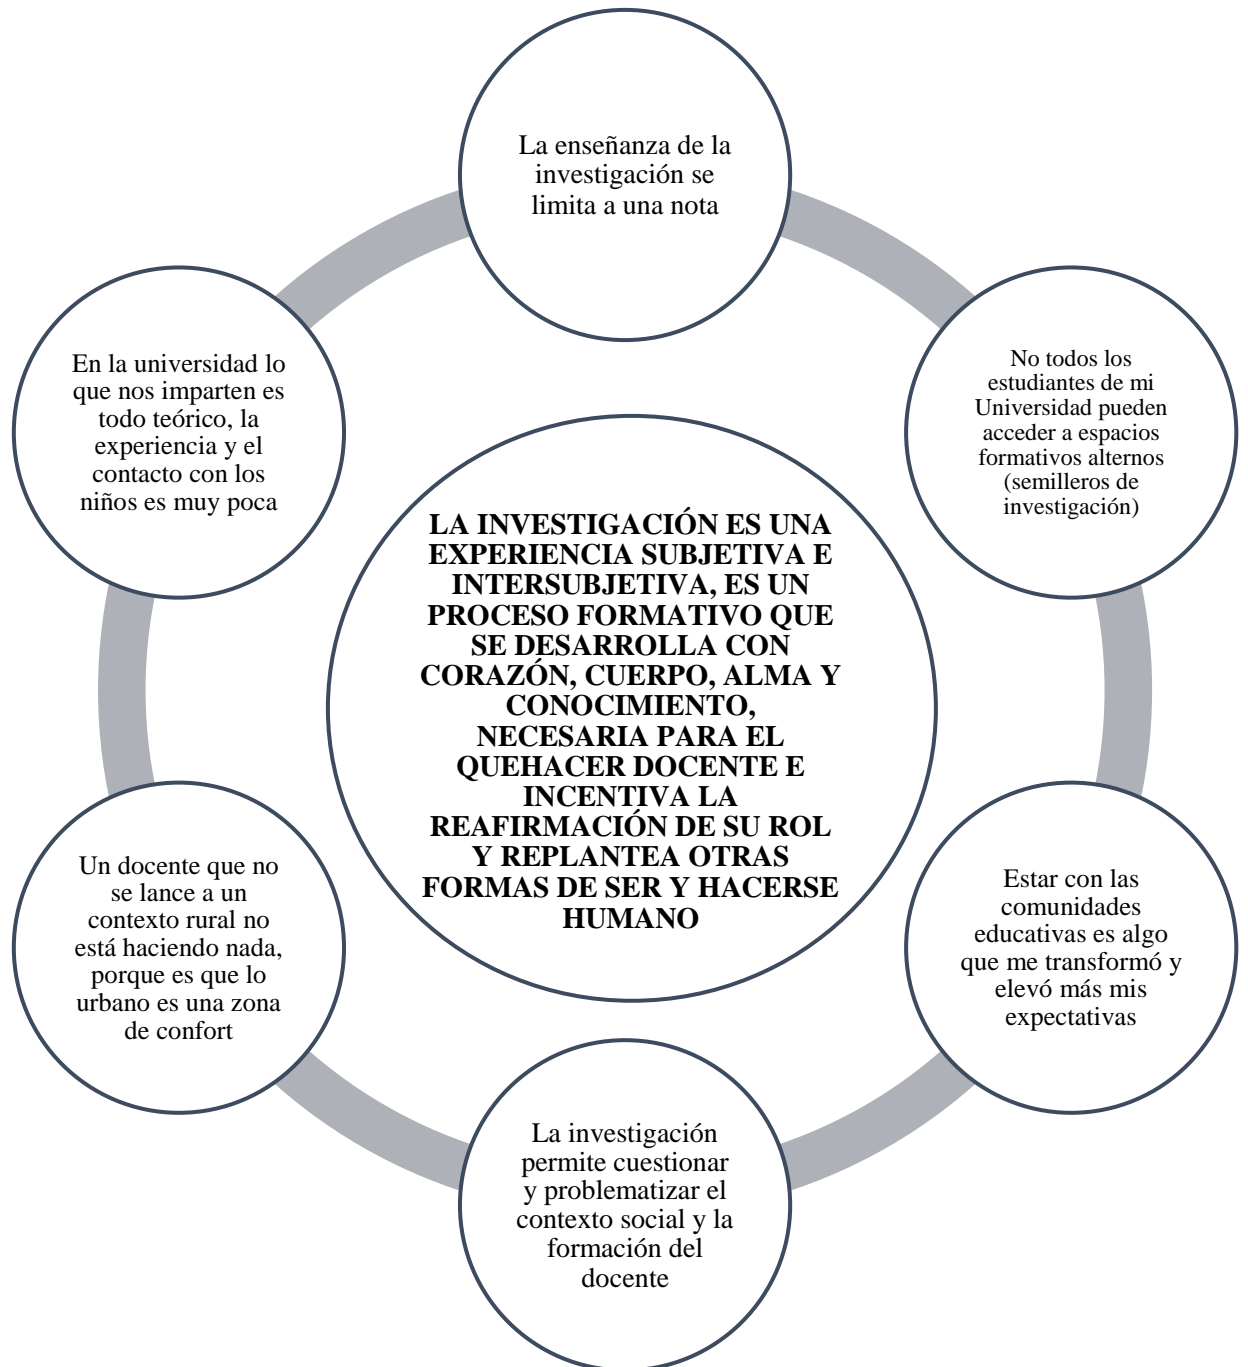 La enseñanza de la
investigación se
limita a una nota
No todos los
estudiantes de mi
Universidad pueden
acceder a espacios
formativos alternos
(semilleros de
investigación)
Estar con las
comunidades
educativas es algo
que me transformó y
elevó más mis
expectativas
La investigación
permite cuestionar
y problematizar el
contexto social y la
formación del
docente
Un docente que no
se lance a un
contexto rural no
está haciendo nada,
porque es que lo
urbano es una zona
de confort
En la universidad lo
que nos imparten es
todo teórico, la
experiencia y el
contacto con los
niños es muy poca
LA INVESTIGACIÓN ES UNA
EXPERIENCIA SUBJETIVA E
INTERSUBJETIVA, ES UN
PROCESO FORMATIVO QUE
SE DESARROLLA CON
CORAZÓN, CUERPO, ALMA Y
CONOCIMIENTO,
NECESARIA PARA EL
QUEHACER DOCENTE E
INCENTIVA LA
REAFIRMACIÓN DE SU ROL
Y REPLANTEA OTRAS
FORMAS DE SER Y HACERSE
HUMANO